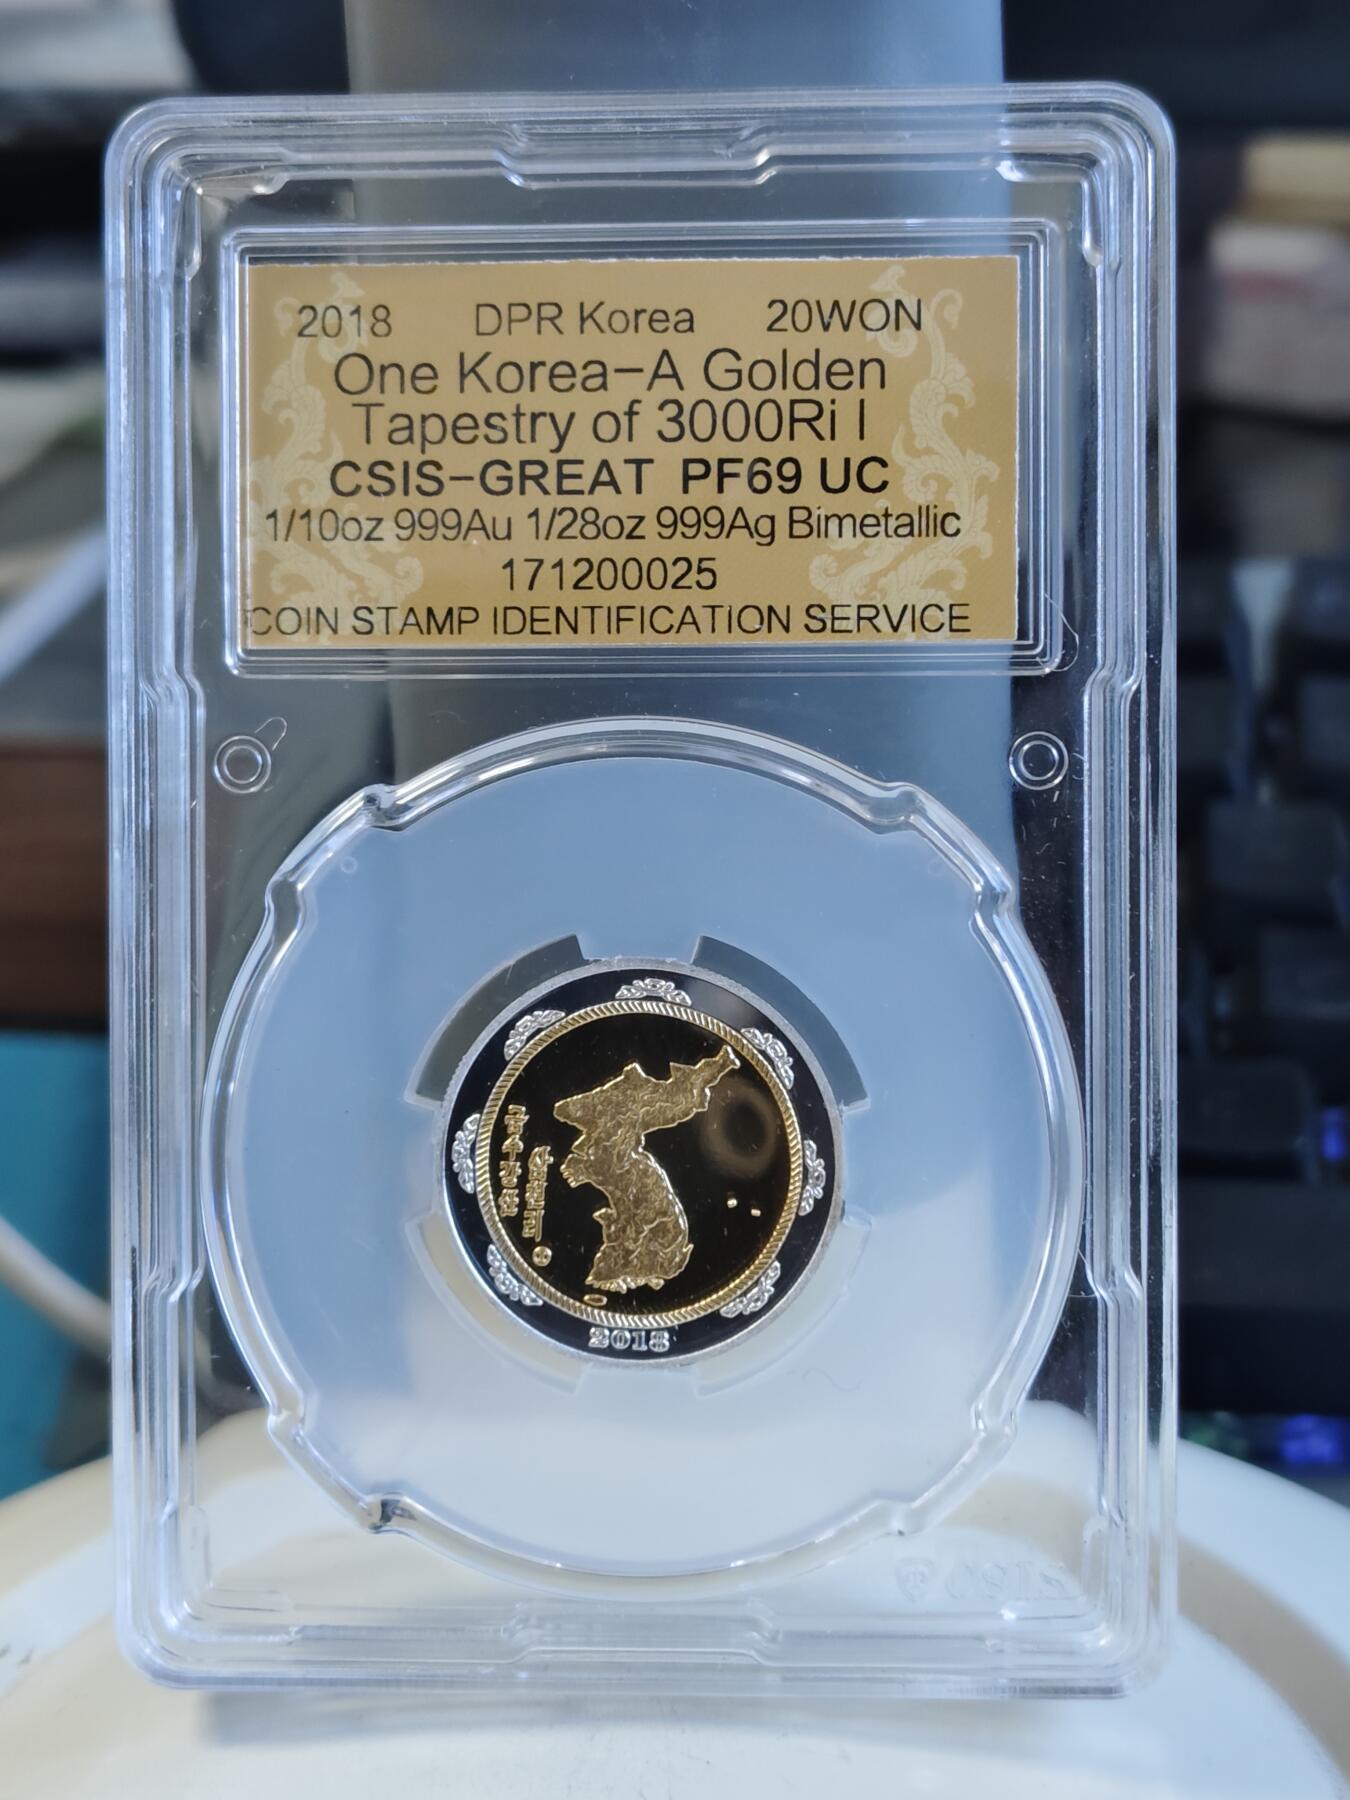 2018 DPR Korea 20WON
One Korea-A Golden
Tapestry of 3000Ri I
CSIS-GREAT PF69 UC
1/10oz 999Au 1/28oz 999Ag Bimetallic
171200025
COIN STAMP IDENTIFICATION SERVICE
2018